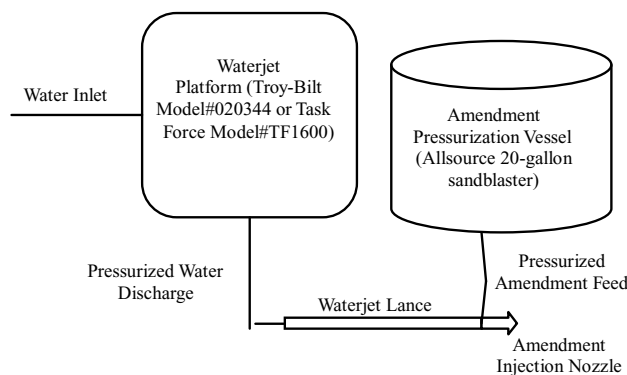 Water Inlet
Waterjet
Platform (Troy-Bilt
Model#020344 or Task
Force Model#TF1600)
Amendment
Pressurization Vessel
(Allsource 20-gallon
sandblaster)
Pressurized Water
Discharge
Waterjet Lance
Pressurized
Amendment Feed
Amendment
Injection Nozzle